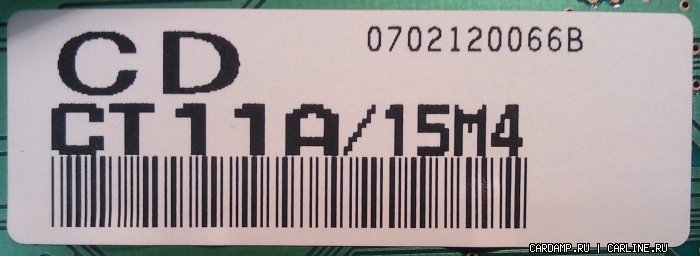 CD
0702120066B
CT11A/15M4
CARDAMP.RU | CARLINE.RU